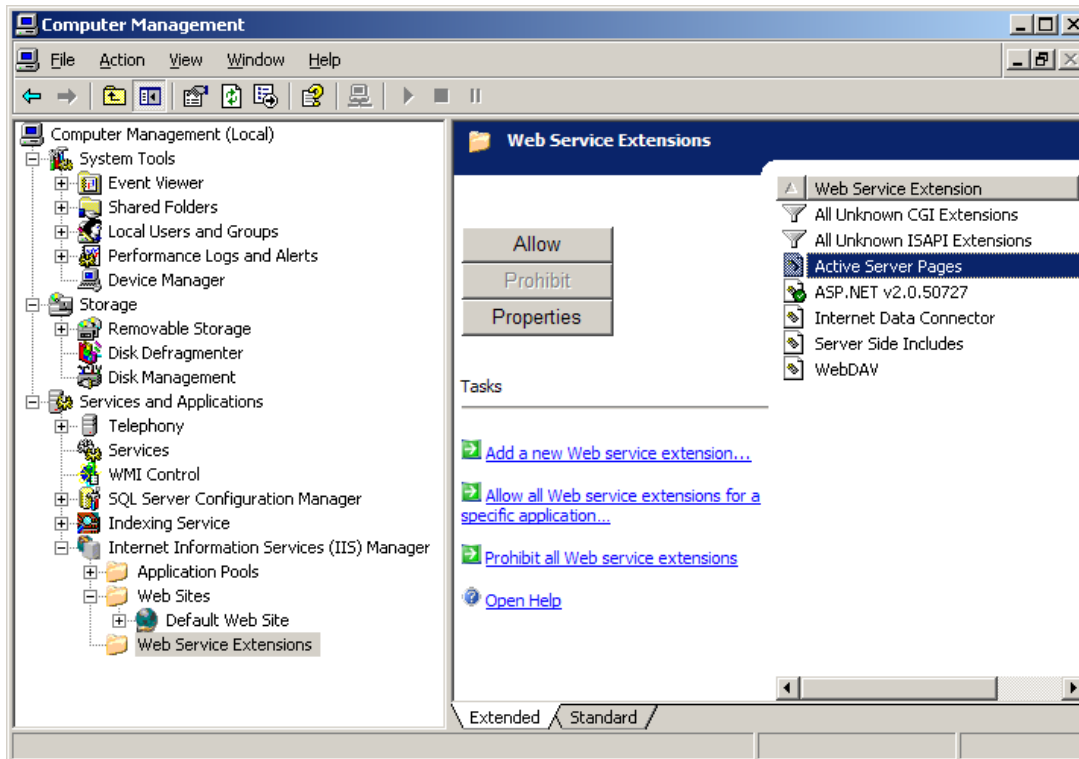 Computer Management
File Action View Window Help
Computer Management (Local)
System Tools
Event Viewer
Shared Folders
Local Users and Groups
Performance Logs and Alerts
Device Manager
Storage
Removable Storage
Disk Defragmenter
Disk Management
Services and Applications
Telephony
Services
WMI Control
SQL Server Configuration Manager
Indexing Service
Internet Information Services (IIS) Manager
Application Pools
Web Sites
Default Web Site
Web Service Extensions
Web Service Extensions
Allow
Prohibit
Properties
Tasks
Add a new Web service extension...
Allow all Web service extensions for a
specific application...
Prohibit all Web service extensions
Open Help
Web Service Extension
All Unknown CGI Extensions
All Unknown ISAPI Extensions
Active Server Pages
ASP.NET v2.0.50727
Internet Data Connector
Server Side Includes
WebDAV
Extended Standard